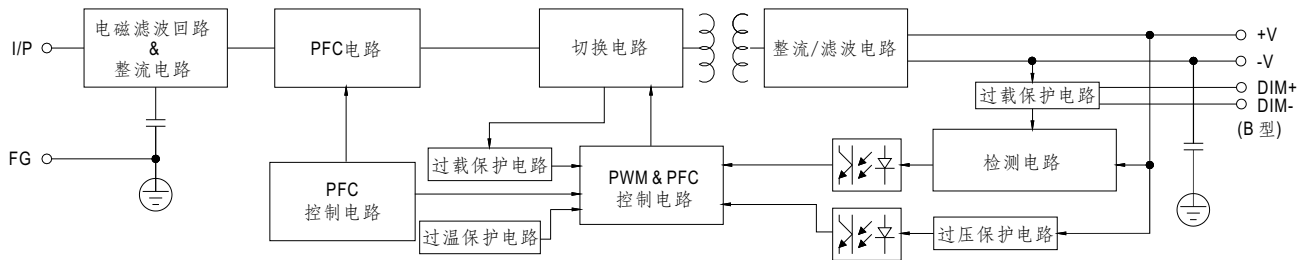 I/P
电磁滤波回路
&
整流电路
PFC电路
切换电路
整流/滤波电路
+V
-V
过载保护电路
DIM+
DIM-
(B 型)
FG
过载保护电路
PFC
控制电路
过温保护电路
PWM & PFC
控制电路
检测电路
过压保护电路